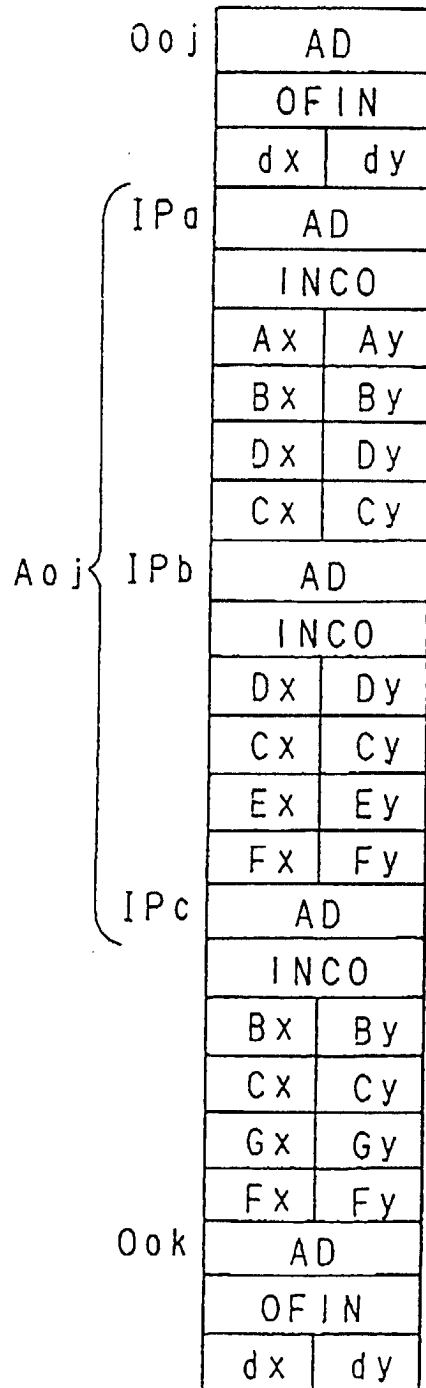 Ooj AD
OFIN
dx dy
IPa AD
INCO
Ax Ay
Bx By
Dx Dy
Cx Cy
Aoj IPb AD
INCO
Dx Dy
Cx Cy
Ex Ey
Fx Fy
IPc AD
INCO
Bx By
Cx Cy
Gx Gy
Fx Fy
Ook AD
OFIN
dx dy